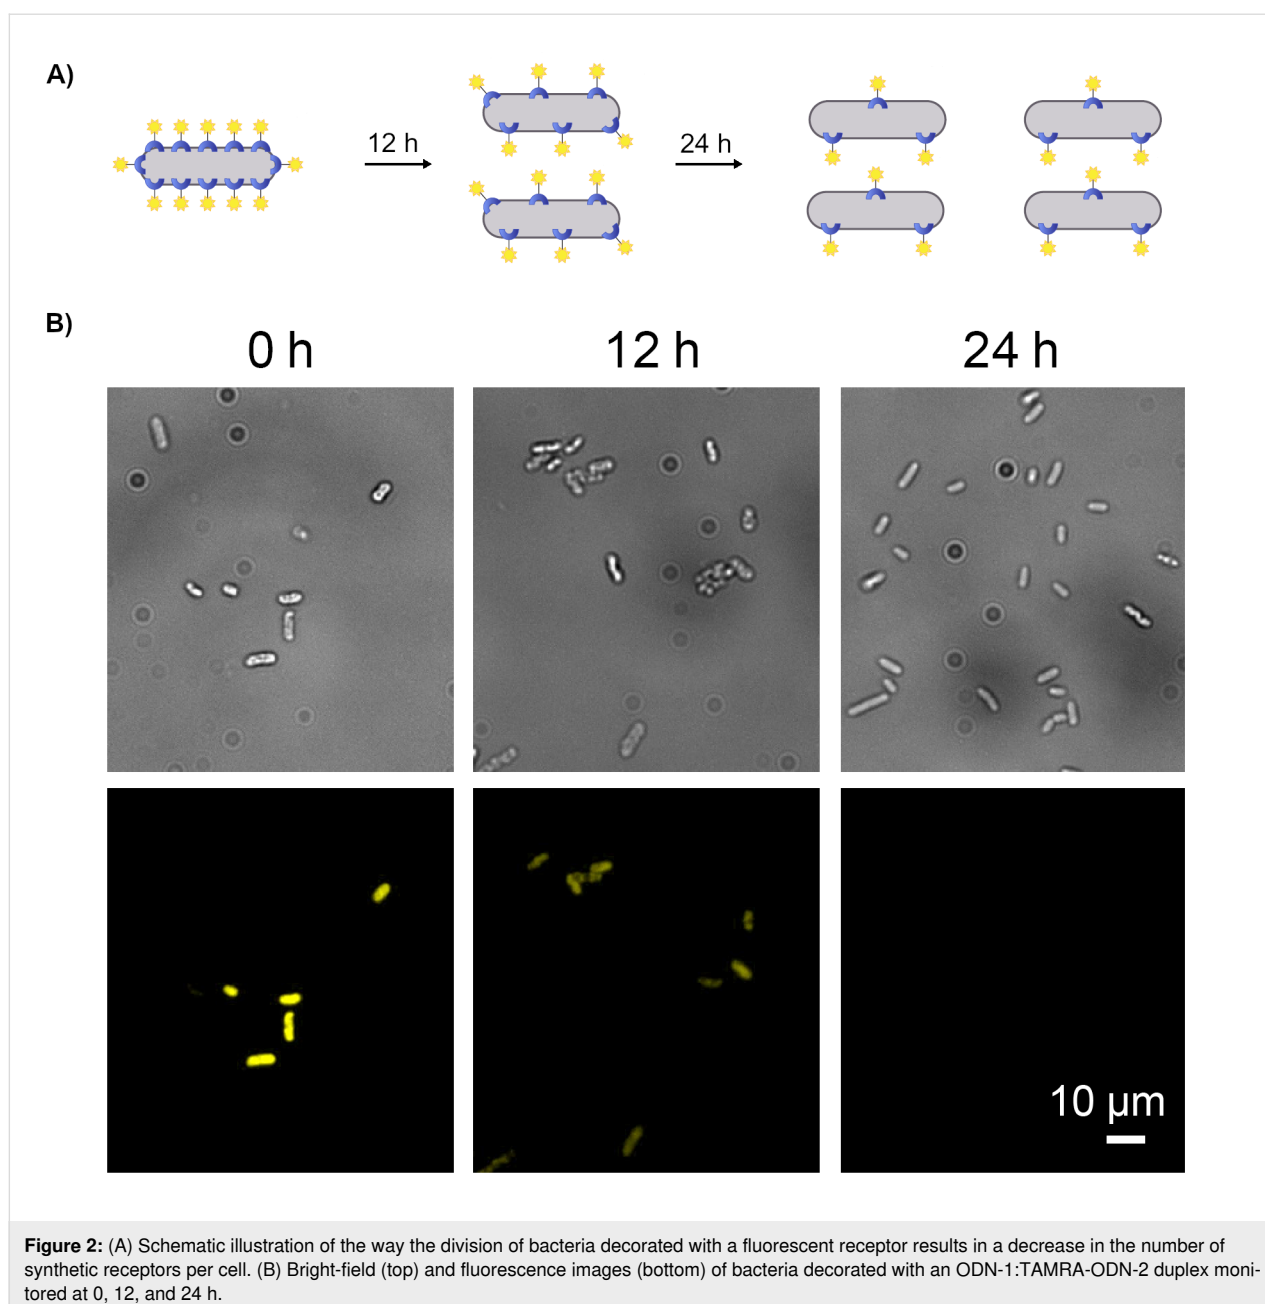 A)
12 h
24 h
B)
0 h
12 h
24 h
10 µm
Figure 2: (A) Schematic illustration of the way the division of bacteria decorated with a fluorescent receptor results in a decrease in the number of
synthetic receptors per cell. (B) Bright-field (top) and fluorescence images (bottom) of bacteria decorated with an ODN-1:TAMRA-ODN-2 duplex moni-
tored at 0, 12, and 24 h.